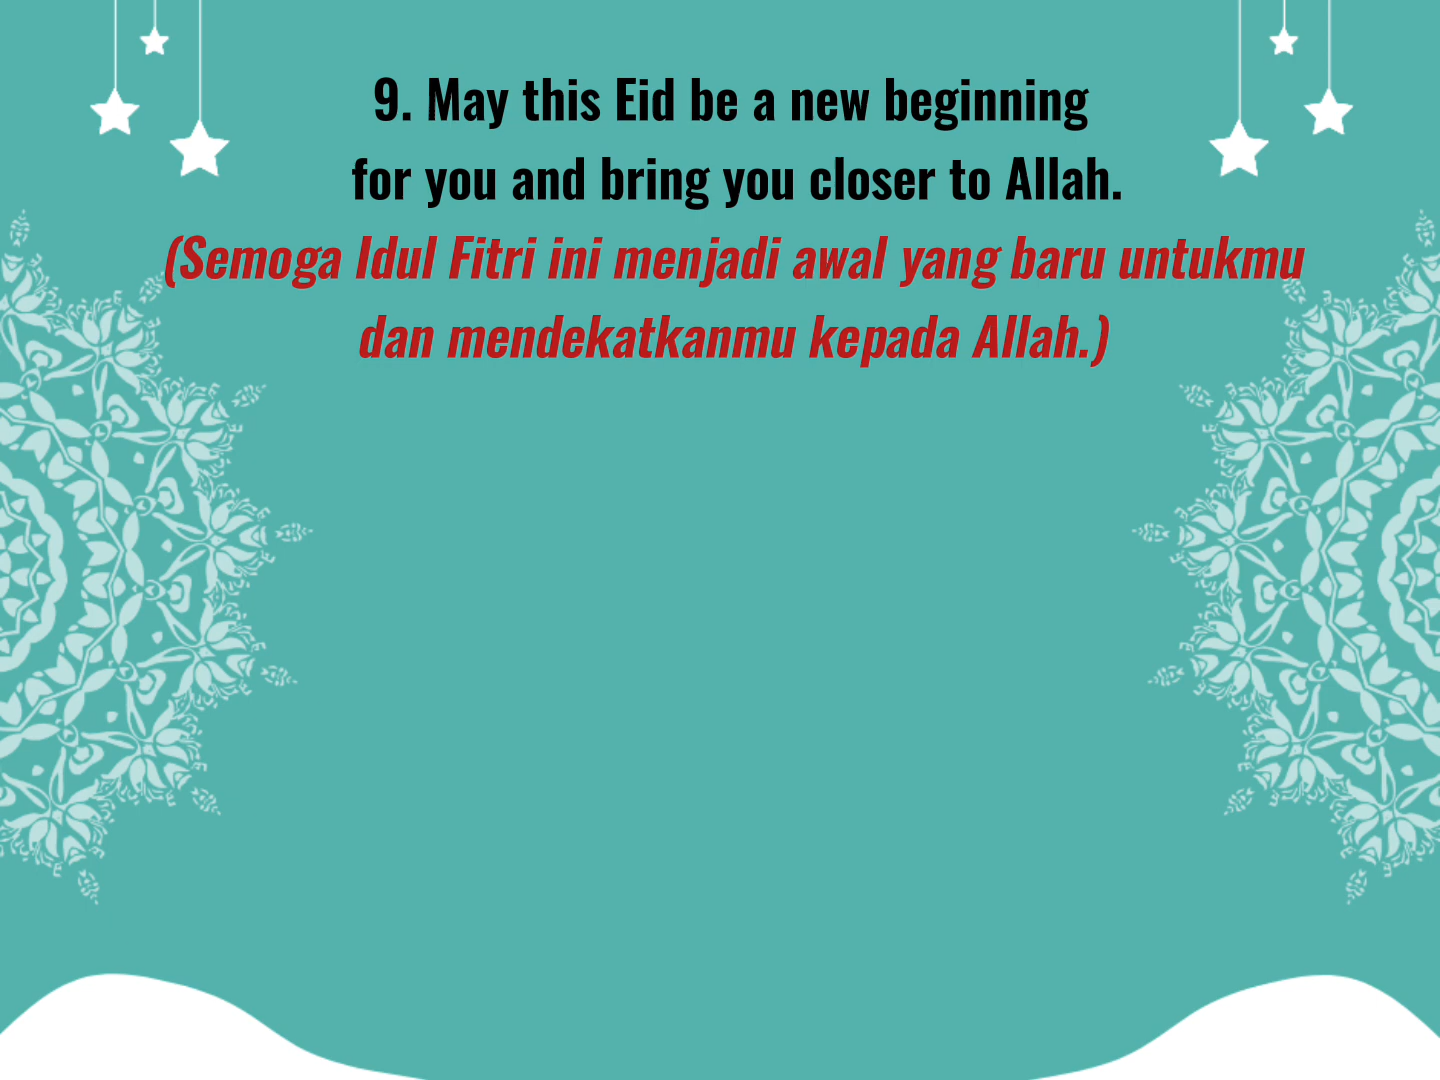 9. May this Eid be a new beginning
for you and bring you closer to Allah.
(Semoga Idul Fitri ini menjadi awal yang baru untukmu
dan mendekatkanmu kepada Allah.)